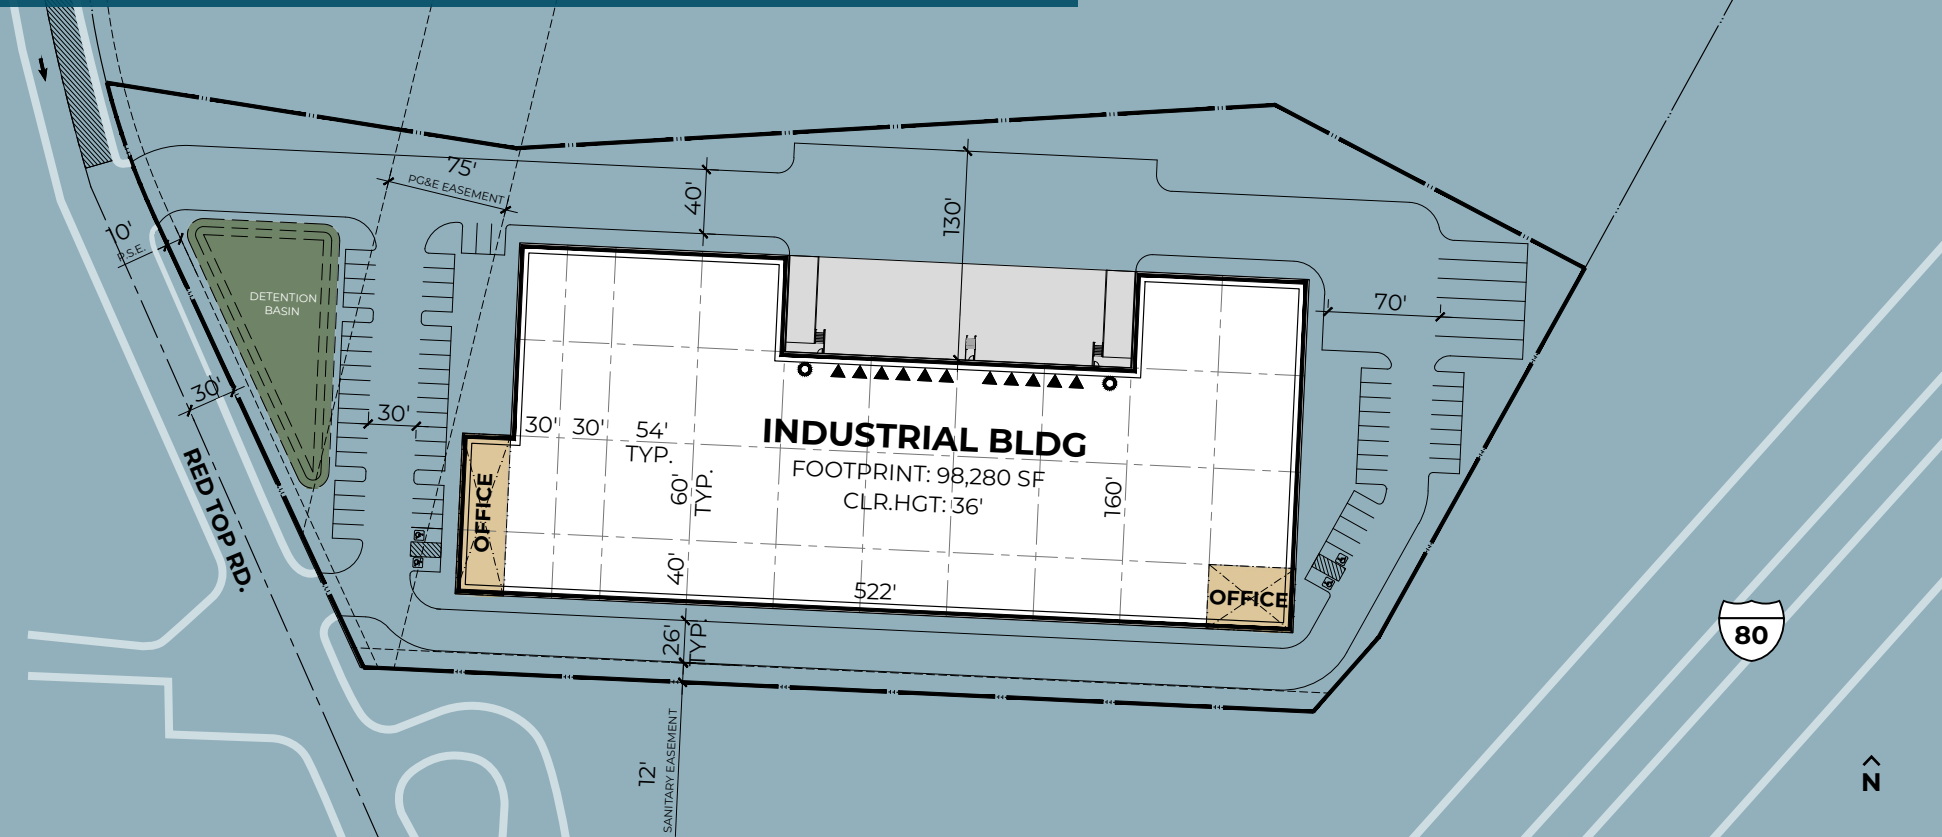 75'
PG&E EASEMENT
40'
130'
10'
P.S.E.
DETENTION
BASIN
70'
30'
30'
30'
30'
54'
TYP.
60'
TYP.
INDUSTRIAL BLDG
FOOTPRINT: 98,280 SF
CLR.HGT: 36'
160'
OFFICE
RED TOP RD.
40'
522'
OFFICE
26'
TYP.
80
12'
SANITARY EASEMENT
N